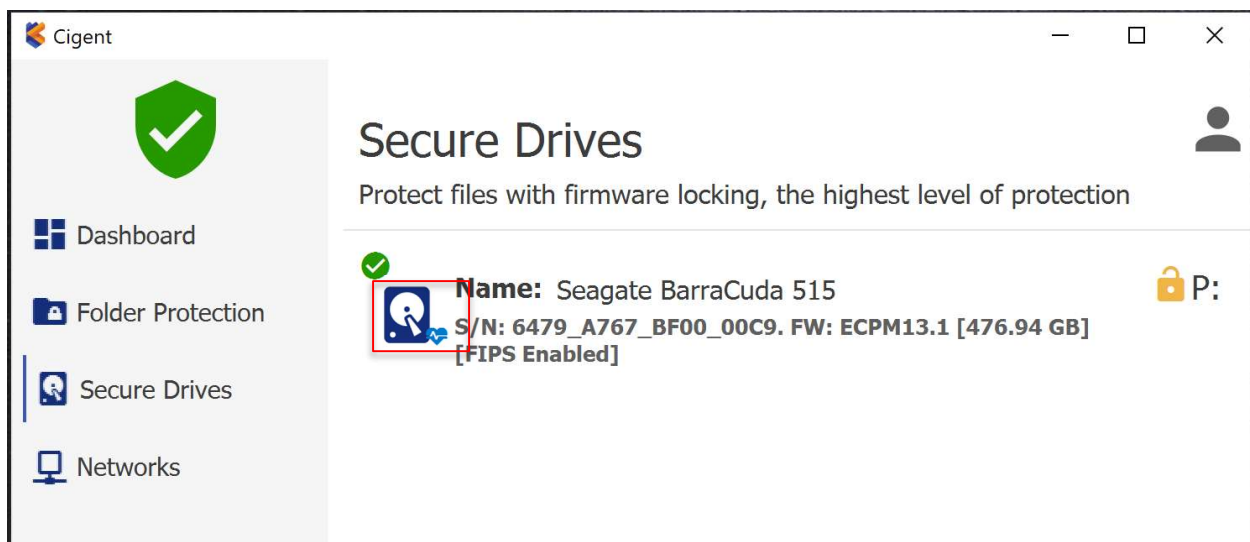 Cigent
Secure Drives
Protect files with firmware locking, the highest level of protection
Dashboard
Folder Protection
Secure Drives
Networks
Name: Seagate BarraCuda 515
P:
S/N: 6479_A767_BF00_00C9. FW: ECPM13.1 [476.94 GB]
[FIPS Enabled]